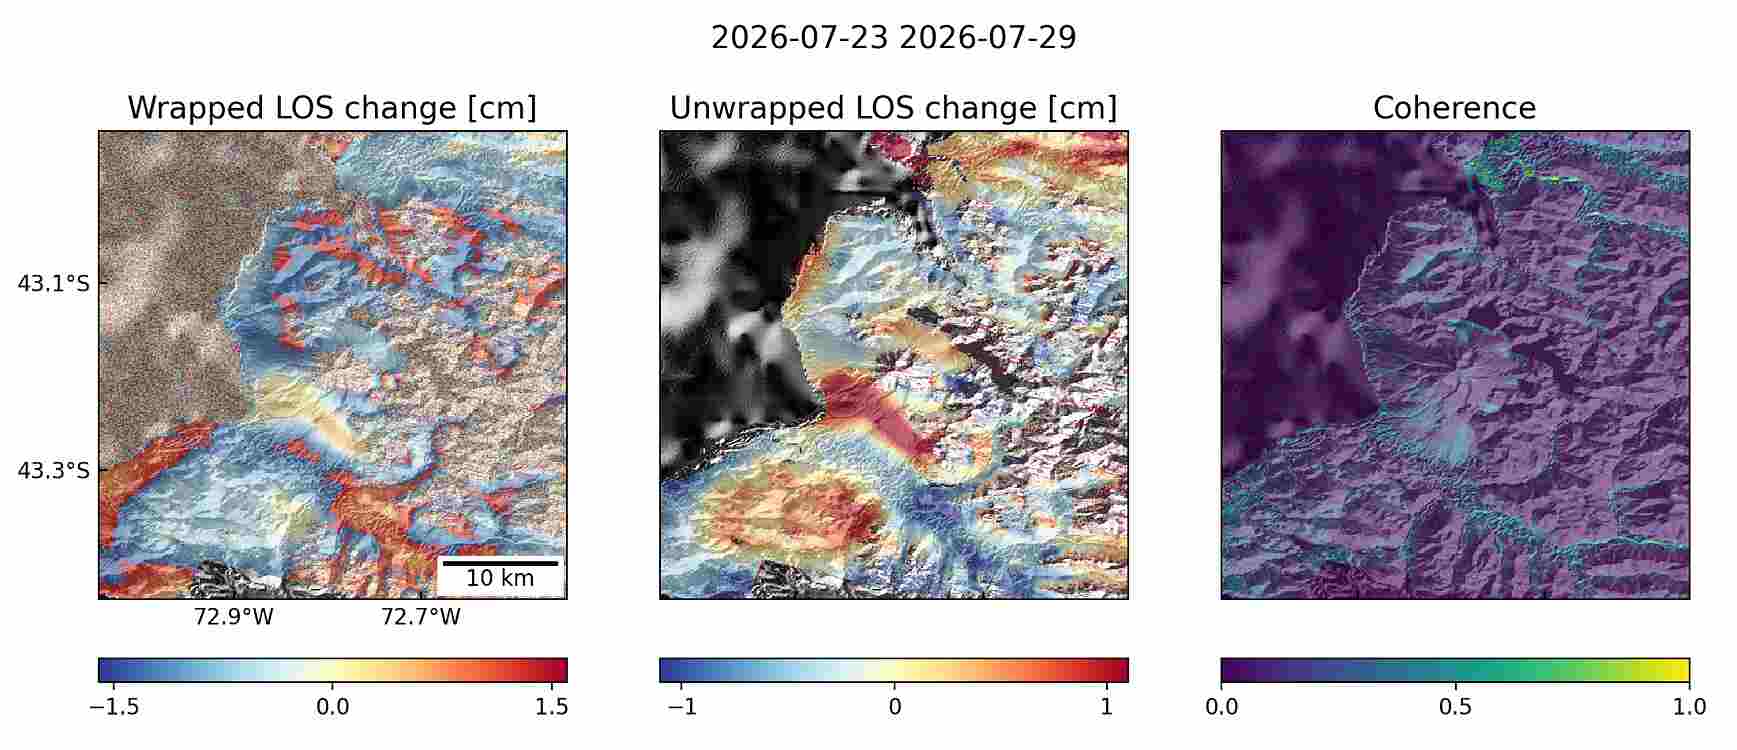 2026-07-23 2026-07-29
Wrapped LOS change [cm]
Unwrapped LOS change [cm]
Coherence
43.1°S
43.3°S
10 km
72.9°W
72.7°W
−1.5
0.0
1.5
−1
0
1
0.0
0.5
1.0